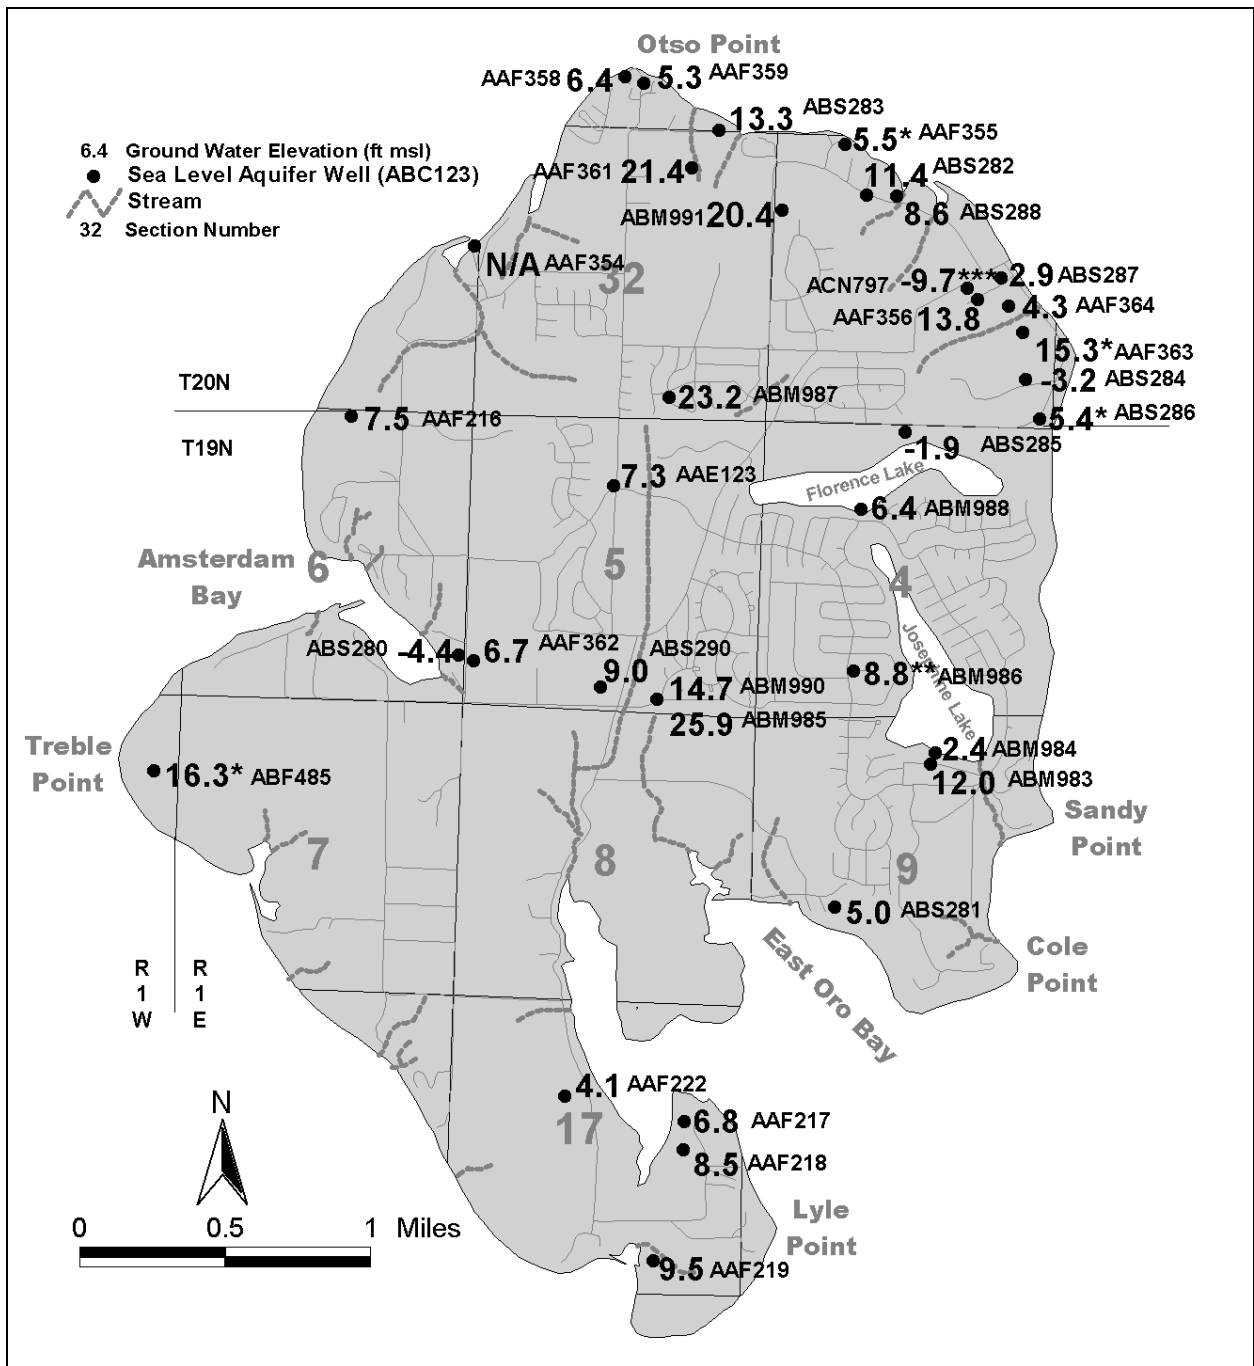 Otso Point
AAF358 6.4
5.3 AAF359
13.3 ABS283
5.5* AAF355
6.4 Ground Water Elevation (ft msl)
Sea Level Aquifer Well (ABC123)
Stream
32 Section Number
AAF361 21.4
11.4 ABS282
ABM991 20.4
8.6 ABS288
N/A AAF354
32
ACN797 -9.7***
2.9 ABS287
AAF356 13.8
4.3 AAF364
15.3* AAF363
T20N
-3.2 ABS284
23.2 ABM987
7.5 AAF216
5.4* ABS286
T19N
-1.9 ABS285
7.3 AAE123
Florence Lake
6.4 ABM988
Amsterdam
Bay
6
5
4
Josephine Lake
ABS280 -4.4
6.7 AAF362
ABS290
9.0
8.8** ABM986
14.7 ABM990
25.9 ABM985
Treble
Point
16.3* ABF485
2.4 ABM984
12.0 ABM983
Sandy
Point
7
8
9
5.0 ABS281
East Oro Bay
Cole
Point
R
1
W
R
1
E
4.1 AAF222
N
17
6.8 AAF217
8.5 AAF218
Lyle
Point
0 0.5 1 Miles
9.5 AAF219